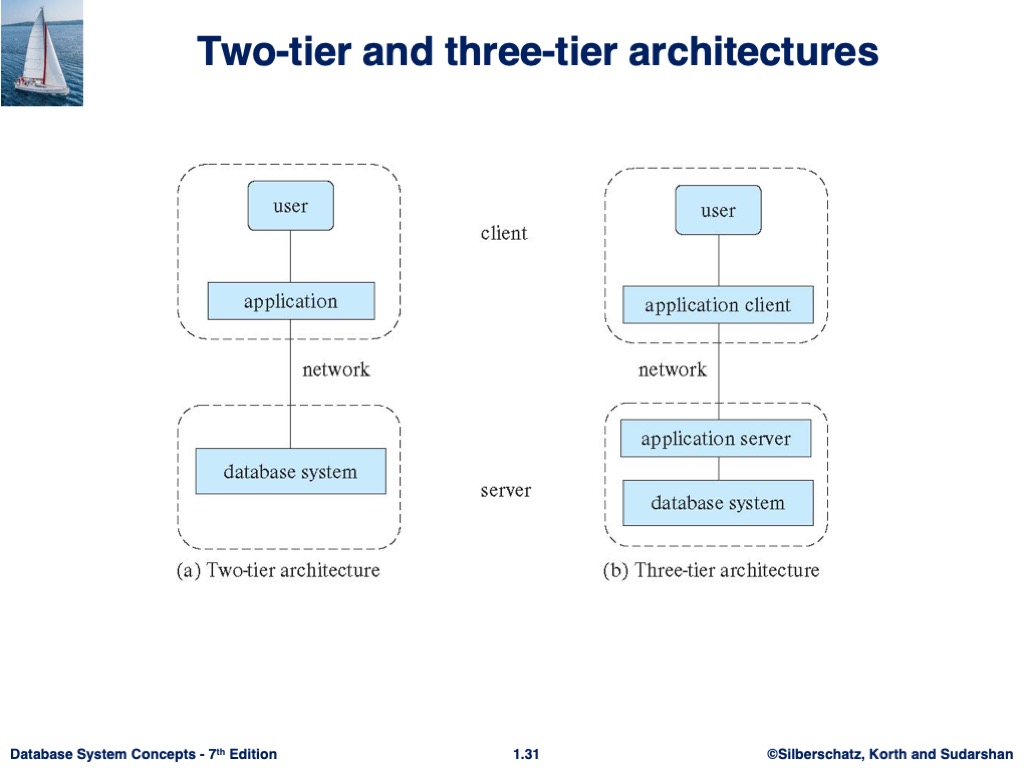 Two-tier and three-tier architectures
user
application
network
database system
(a) Two-tier architecture
client
server
user
application client
network
application server
database system
(b) Three-tier architecture
Database System Concepts - 7th Edition
1.31
©Silberschatz, Korth and Sudarshan